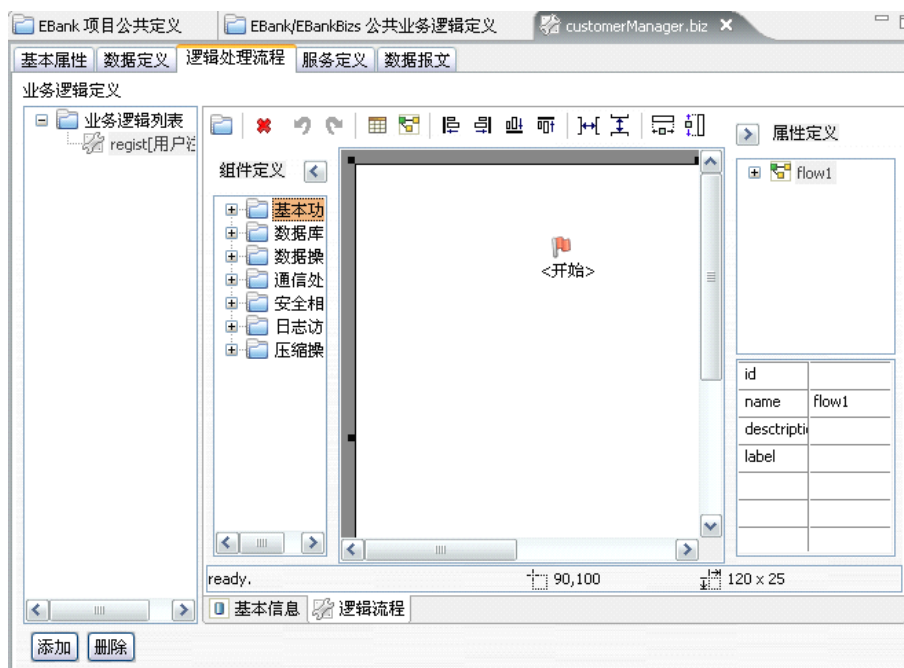 EBank 项目公共定义 EBank/EBankBizs 公共业务逻辑定义 customerManager.biz
基本属性 数据定义 逻辑处理流程 服务定义 数据报文
业务逻辑定义
业务逻辑列表
regist[用户
组件定义
基本功
数据库
数据操
通信处
安全相
日志访
压缩操
<开始>
属性定义
flow1
id
name flow1
desctripti
label
ready. 90,100 120 x 25
基本信息 逻辑流程
添加 删除